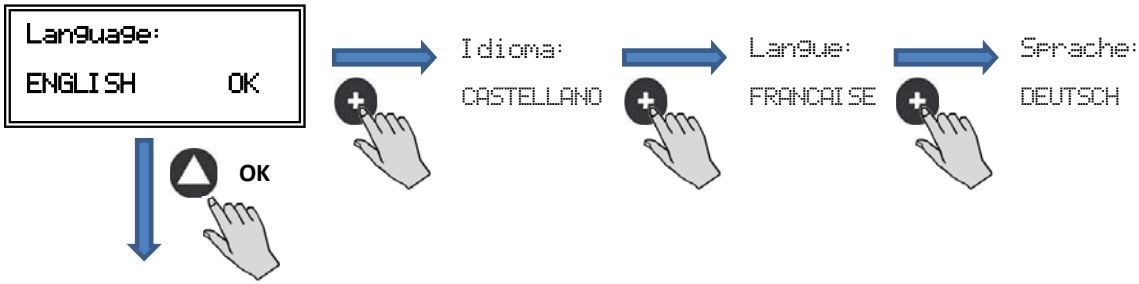 Language:
ENGLISH OK
Idioma:
CASTELLANO
Langue:
FRANCAISE
Sprache:
DEUTSCH
OK